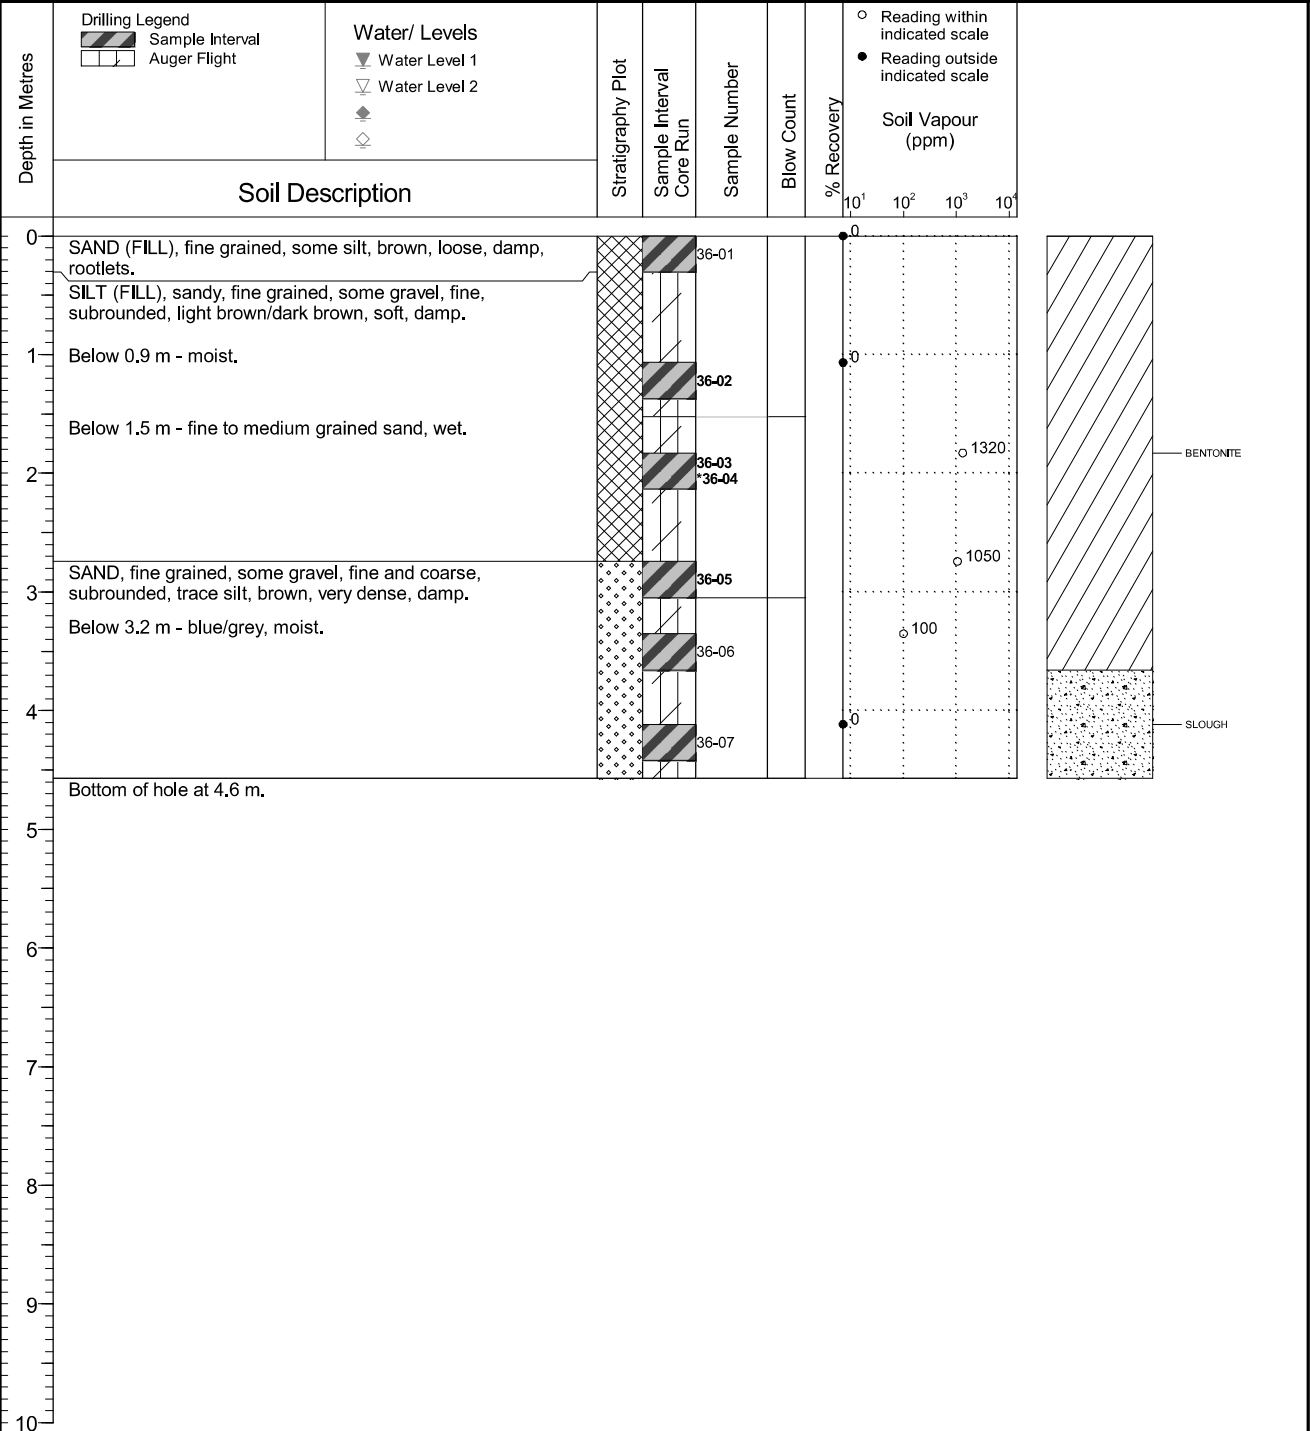 Depth in Metres
Drilling Legend
Sample Interval
Auger Flight
Water/ Levels
Water Level 1
Water Level 2
Soil Description
Stratigraphy Plot
Sample Interval
Core Run
Sample Number
Blow Count
% Recovery
Reading within
indicated scale
Reading outside
indicated scale
Soil Vapour
(ppm)
10¹ 10² 10³ 10⁴
0
SAND (FILL), fine grained, some silt, brown, loose, damp,
rootlets.
36-01
0
SILT (FILL), sandy, fine grained, some gravel, fine,
subrounded, light brown/dark brown, soft, damp.
1
Below 0.9 m - moist.
0
36-02
Below 1.5 m - fine to medium grained sand, wet.
1320
BENTONITE
2
36-03
*36-04
1050
SAND, fine grained, some gravel, fine and coarse,
subrounded, trace silt, brown, very dense, damp.
36-05
3
Below 3.2 m - blue/grey, moist.
100
36-06
4
0
SLOUGH
36-07
Bottom of hole at 4.6 m.
5
6
7
8
9
10